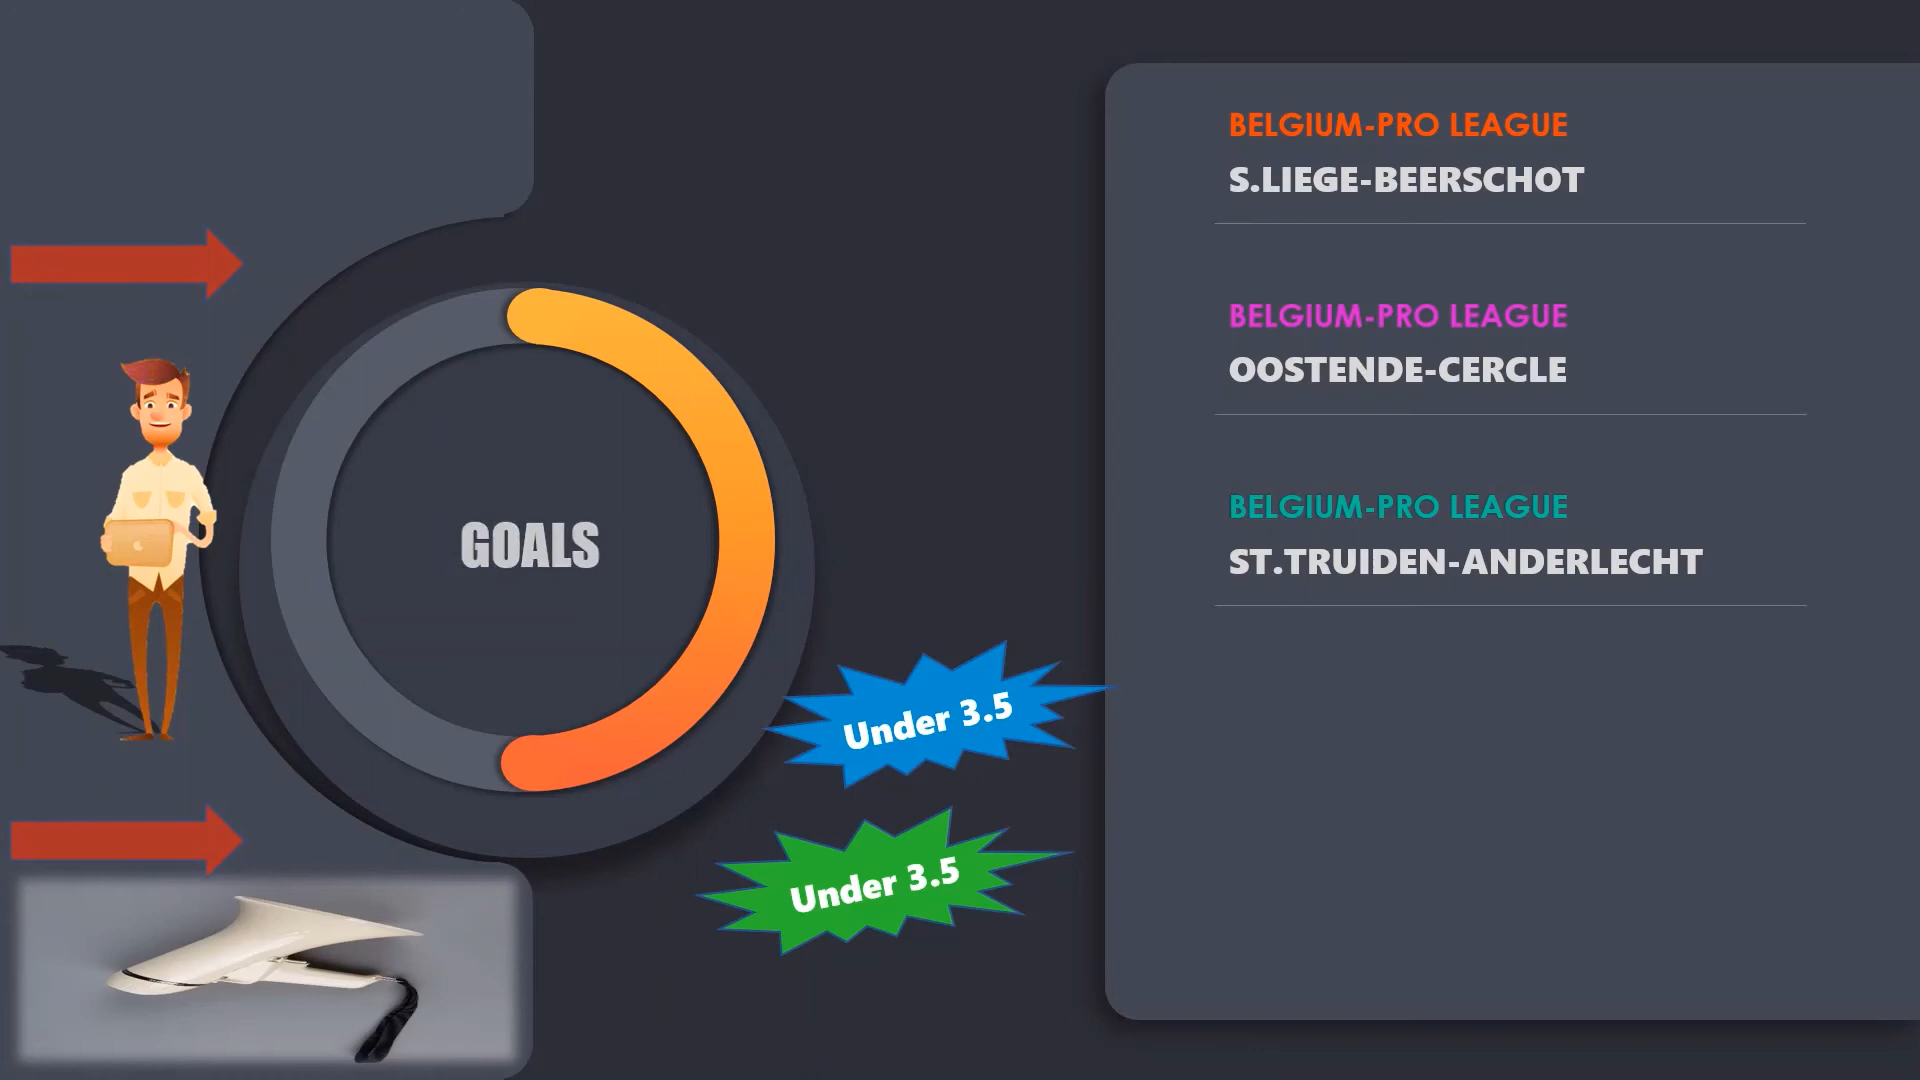 BELGIUM-PRO LEAGUE
S.LIEGE-BEERSCHOT
BELGIUM-PRO LEAGUE
OOSTENDE-CERCLE
BELGIUM-PRO LEAGUE
ST.TRUIDEN-ANDERLECHT
GOALS
Under 3.5
Under 3.5